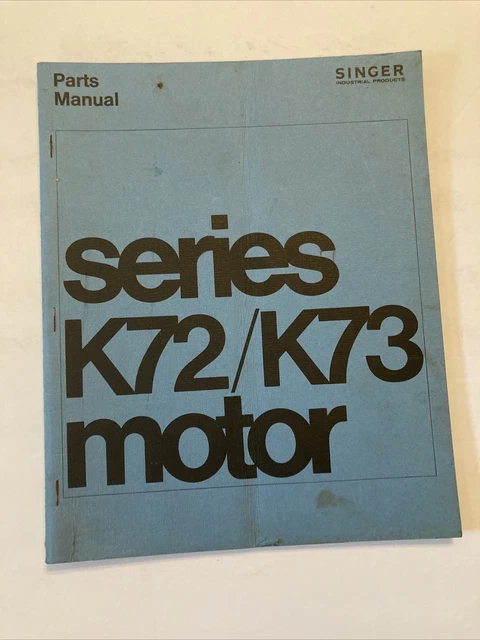 Parts
Manual
SINGER
INDUSTRIAL PRODUCTS
series
K72/K73
motor